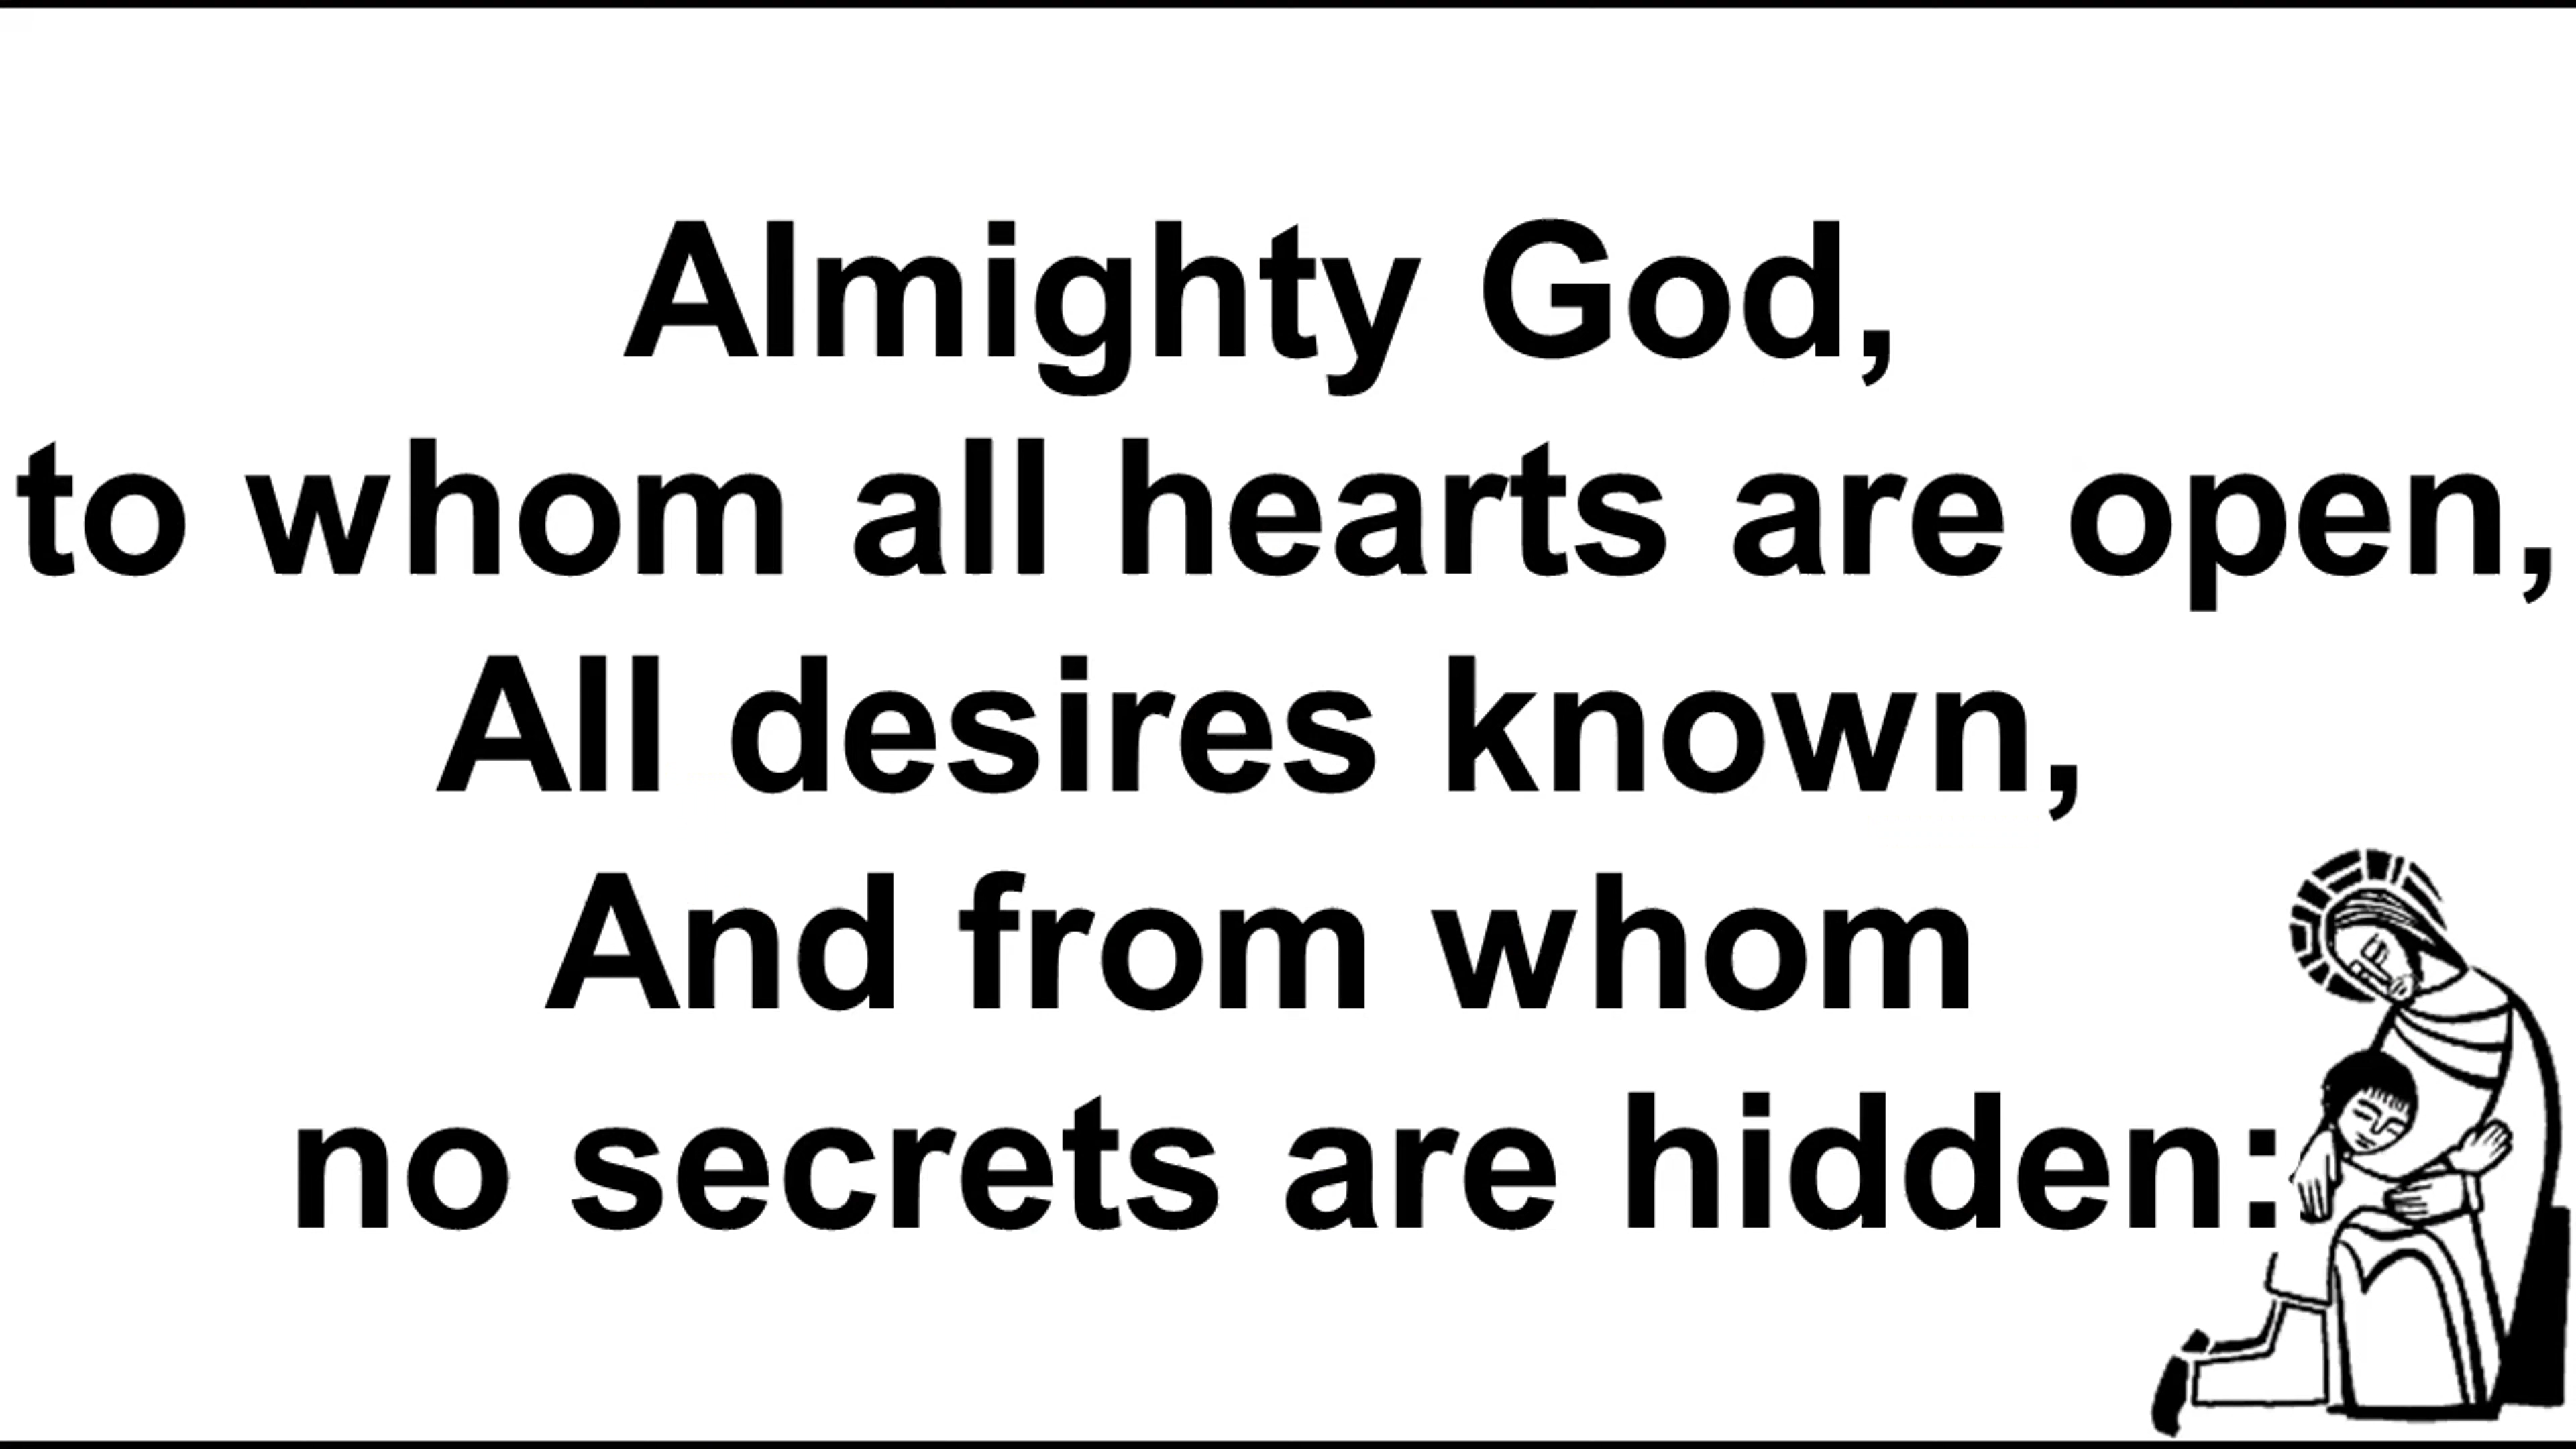 Almighty God,
to whom all hearts are open,
All desires known,
And from whom
no secrets are hidden: